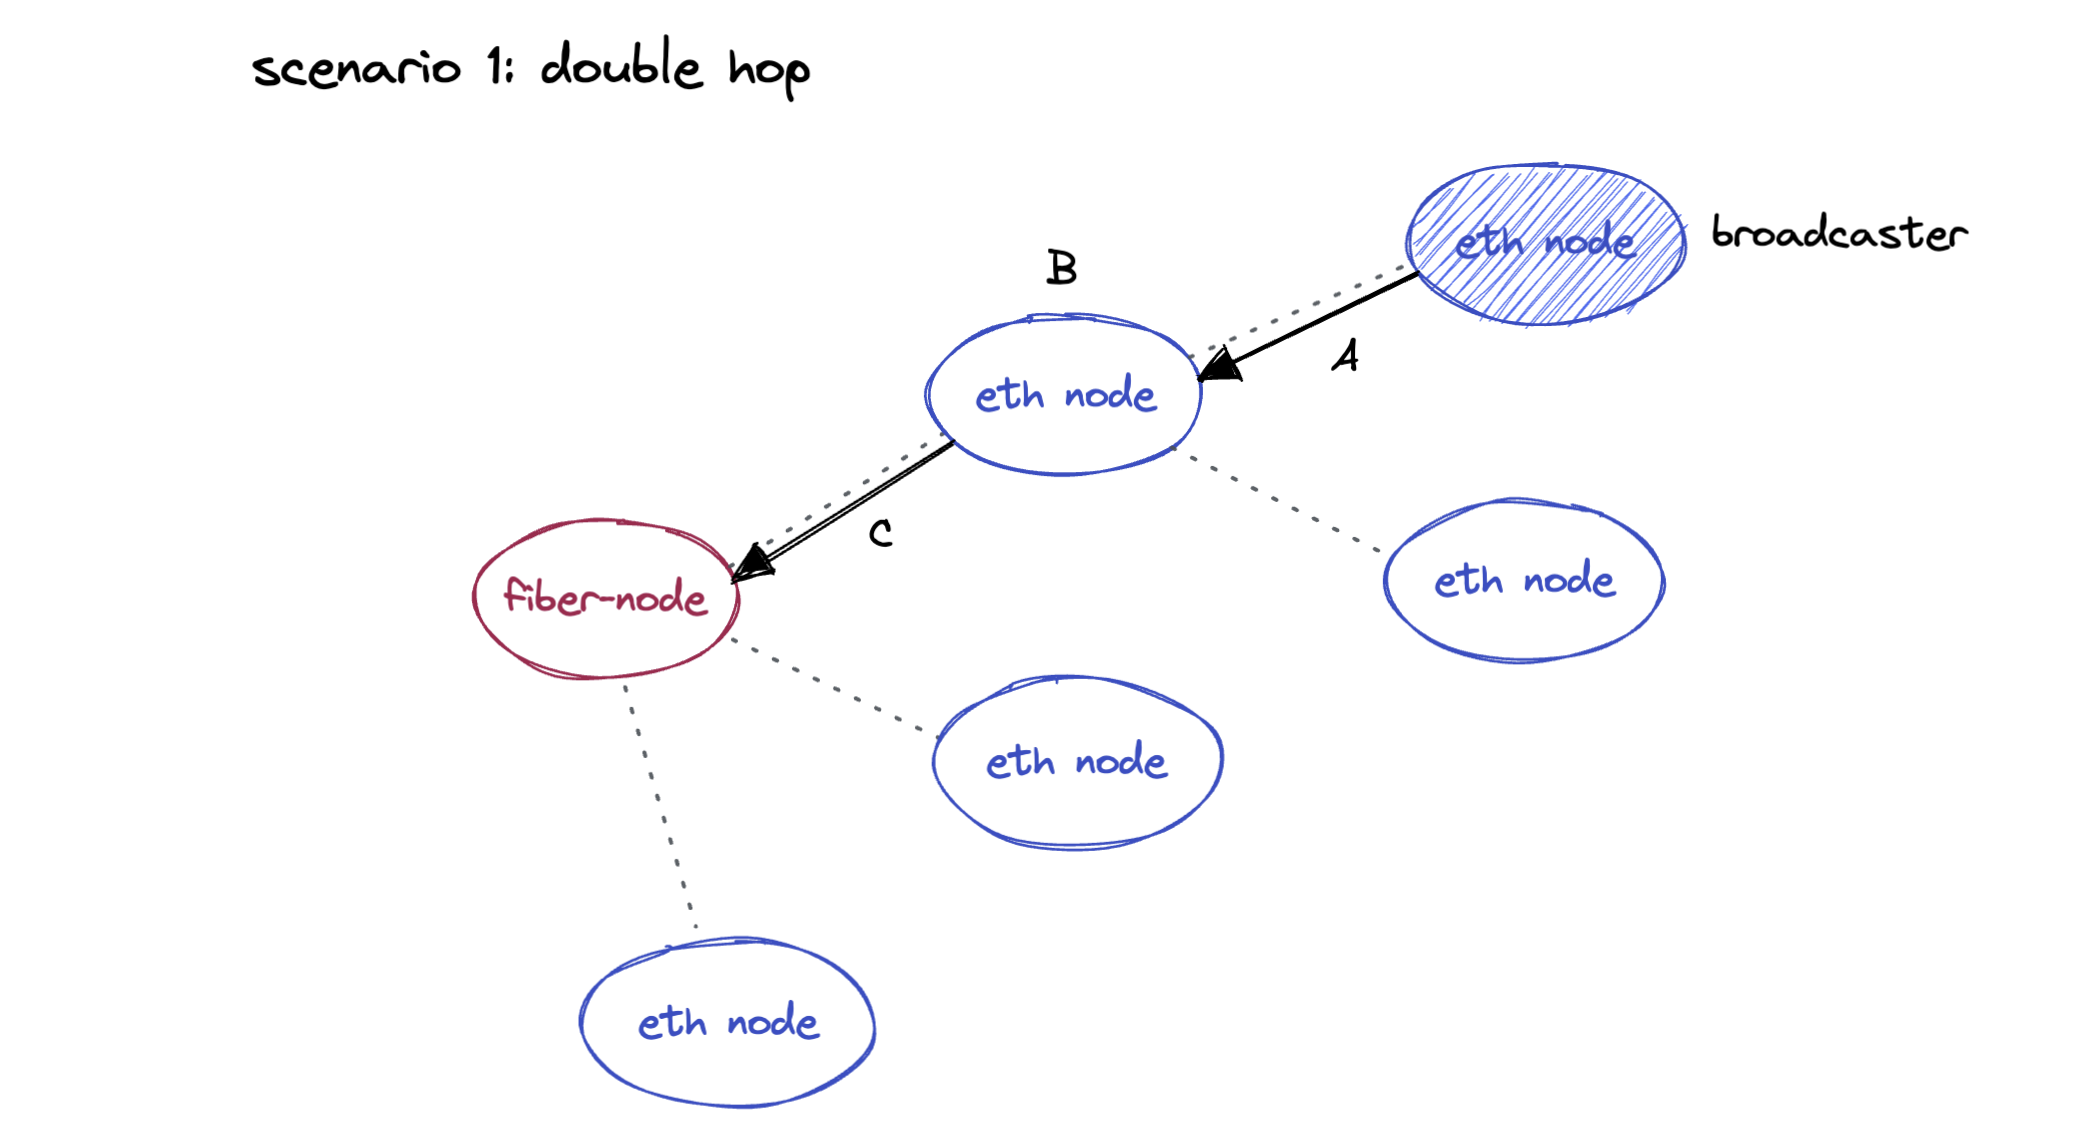 scenario 1: double hop
eth node
broadcaster
B
A
eth node
C
eth node
fiber-node
eth node
eth node